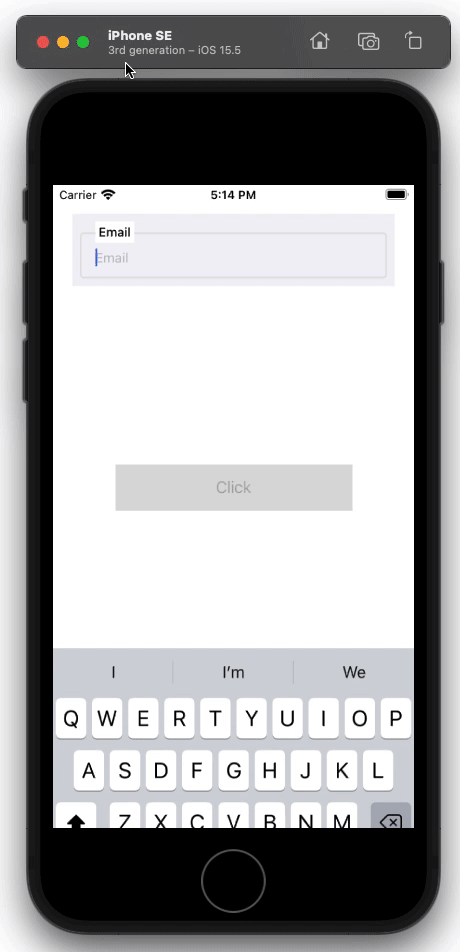 iPhone SE
3rd generation – iOS 15.5
Carrier 5:14 PM
Email
Email
Click
I I'm We
Q W E R T Y U I O P
A S D F G H J K L
Z X C V B N M